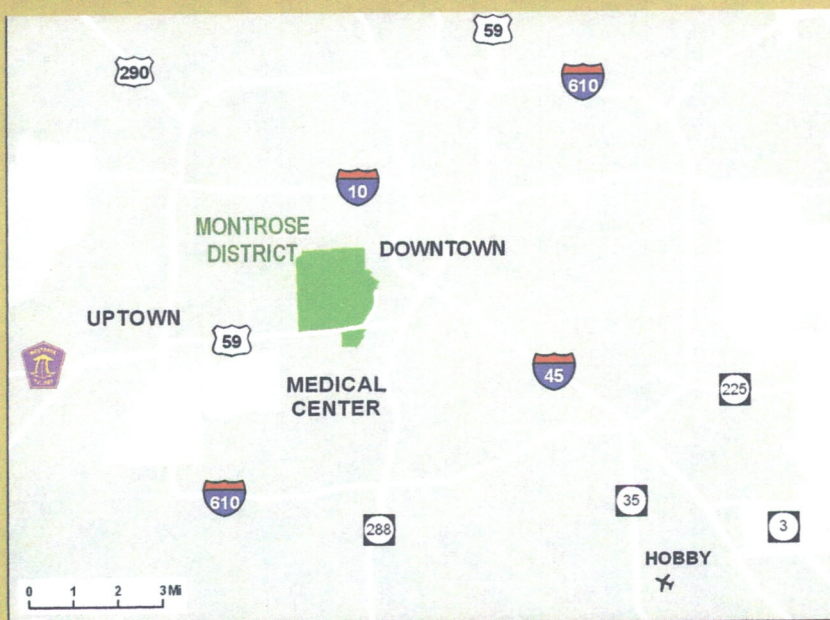 59
290
610
10
MONTROSE
DISTRICT
DOWNTOWN
UPTOWN
59
45
MEDICAL
CENTER
225
610
35
288
3
HOBBY
0 1 2 3 Mi